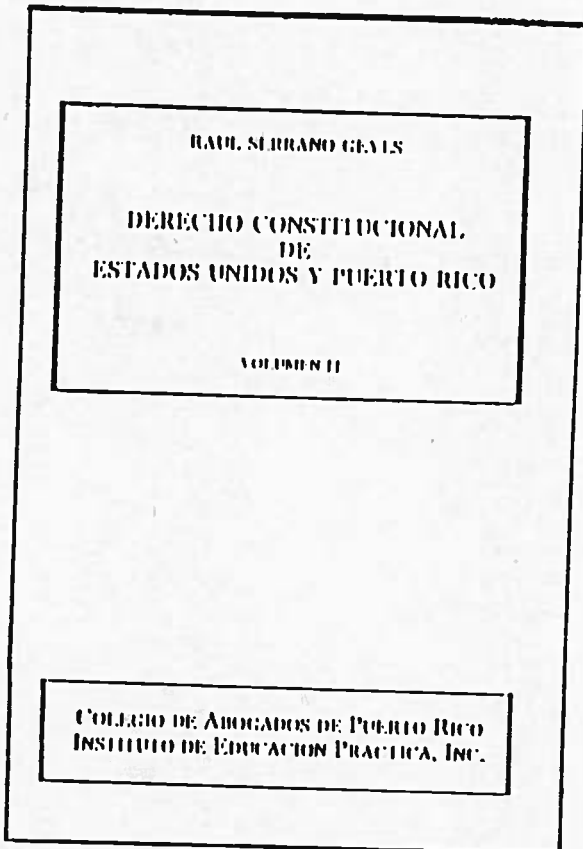 RAUL SERRANO GEYLS
DERECHO CONSTITUCIONAL
DE
ESTADOS UNIDOS Y PUERTO RICO
VOLUMEN II
COLEGIO DE ABOGADOS DE PUERTO RICO
INSTITUTO DE EDUCACION PRACTICA, INC.